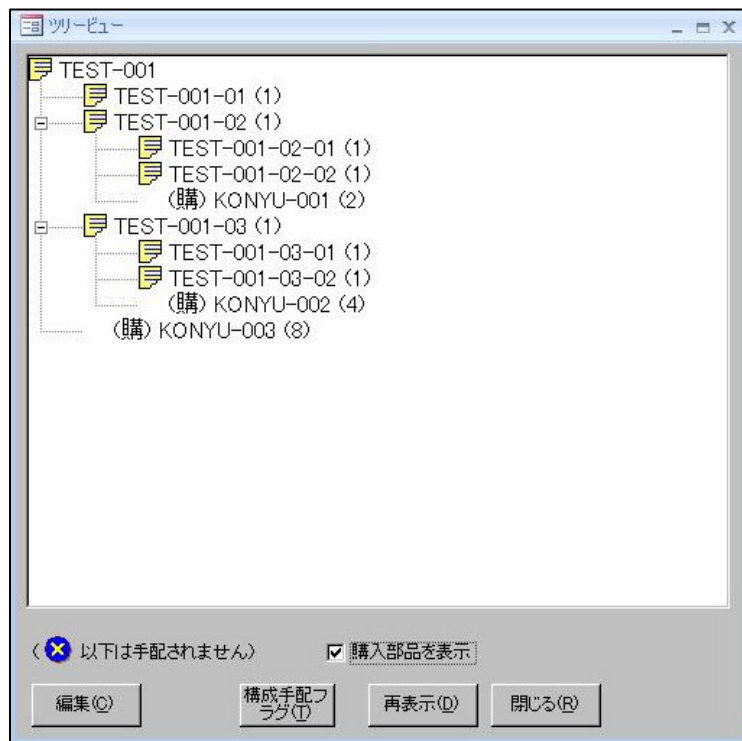 ツリービュー
TEST-001
TEST-001-01 (1)
TEST-001-02 (1)
TEST-001-02-01 (1)
TEST-001-02-02 (1)
(購) KONYU-001 (2)
TEST-001-03 (1)
TEST-001-03-01 (1)
TEST-001-03-02 (1)
(購) KONYU-002 (4)
(購) KONYU-003 (8)
( 以下は手配されません) 購入部品を表示
編集(C) 構成手配フラグ(T) 再表示(D) 閉じる(R)